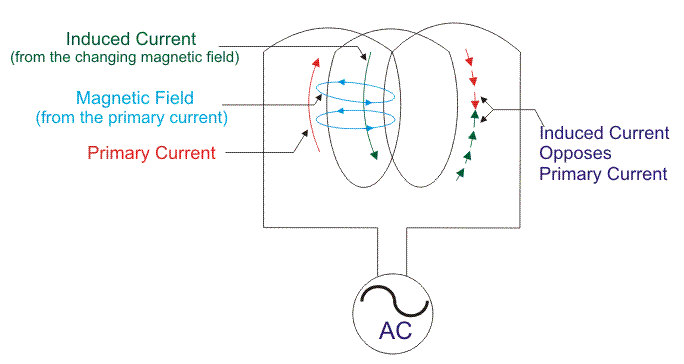 Induced Current
(from the changing magnetic field)
Magnetic Field
(from the primary current)
Primary Current
Induced Current
Opposes
Primary Current
AC